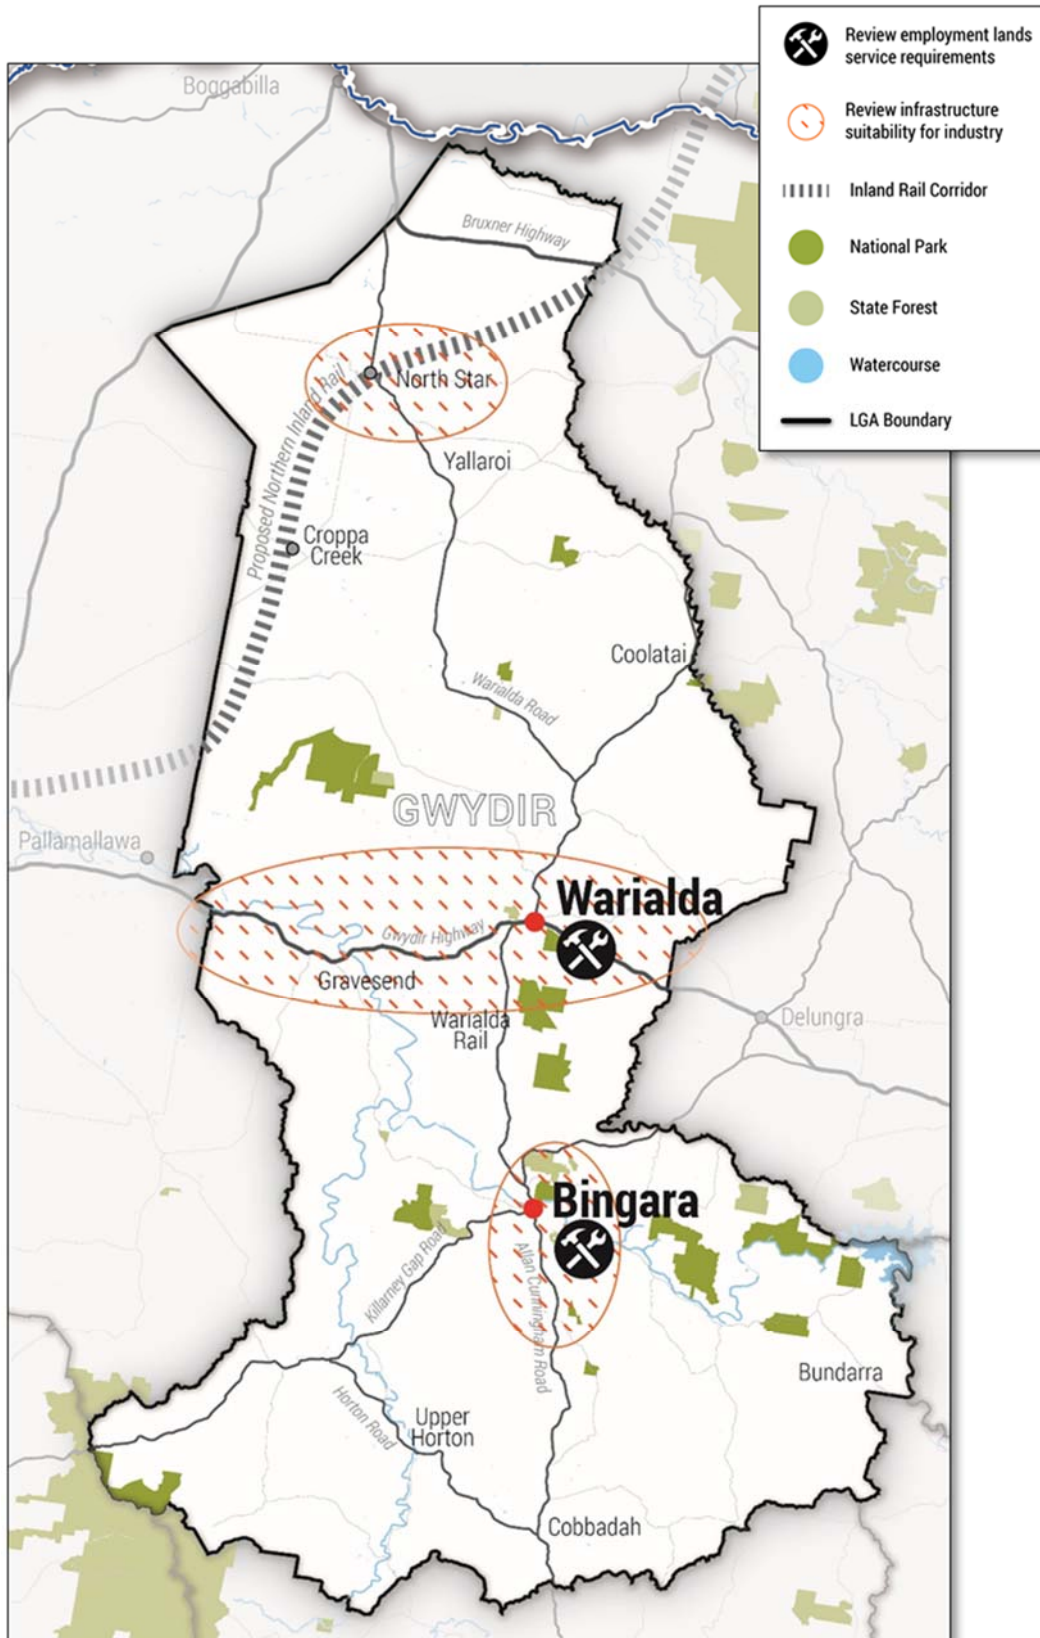 Review employment lands
service requirements
Review infrastructure
suitability for industry
Inland Rail Corridor
National Park
State Forest
Watercourse
LGA Boundary
Boggabilla
Bruxner Highway
North Star
Proposed Northern Inland Rail
Yallaroi
Croppa
Creek
Coolatai
Warialda Road
GWYDIR
Pallamallawa
Warialda
Gwydir Highway
Gravesend
Warialda
Rail
Delungra
Bingara
Killarney Gap Road
Allan Cunningham Road
Bundarra
Horton Road
Upper
Horton
Cobbadah